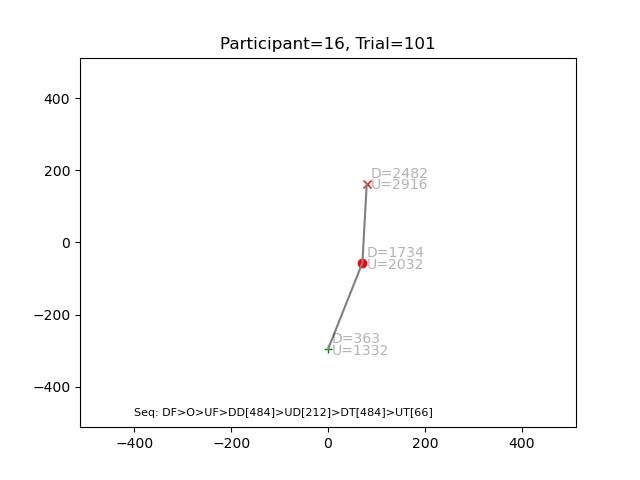 Participant=16, Trial=101
400
200
0
−200
−400
D=2482
U=2916
D=1734
U=2032
D=363
U=1332
Seq: DF>O>UF>DD[484]>UD[212]>DT[484]>UT[66]
−400
−200
0
200
400